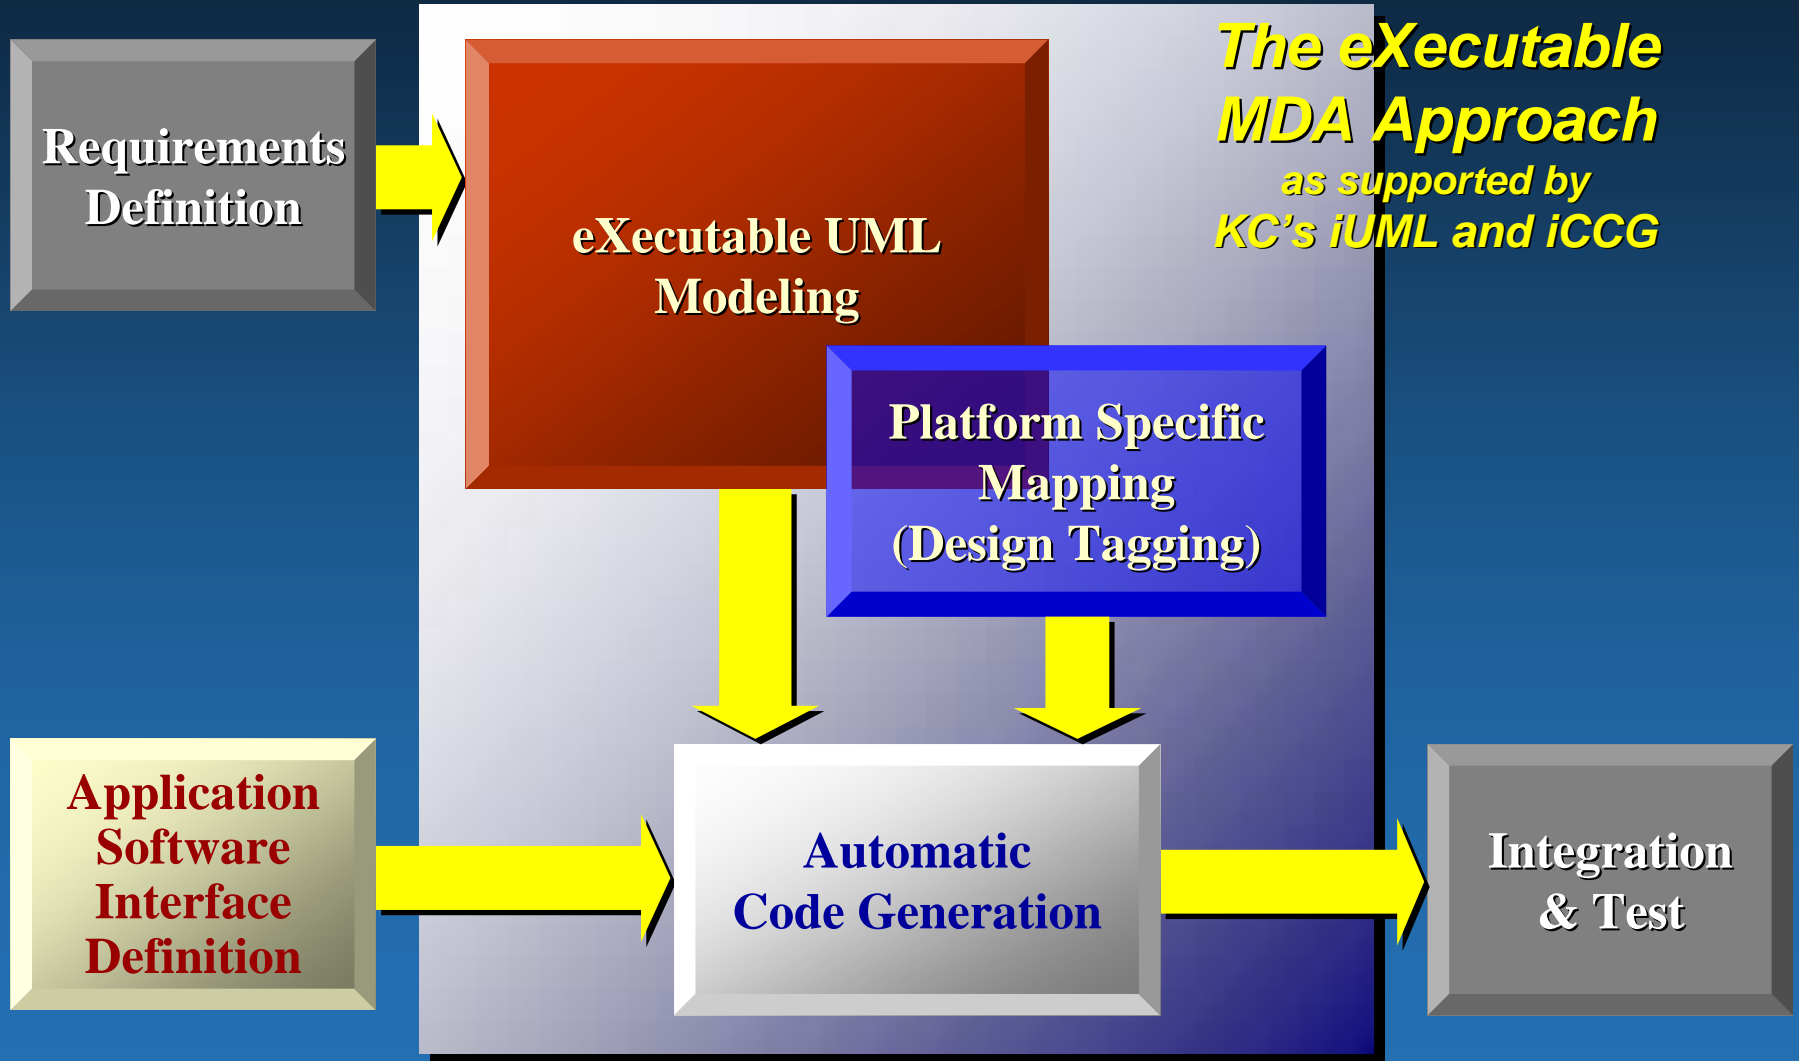 The eXecutable
MDA Approach
as supported by
KC's iUML and iCCG
Requirements
Definition
eXecutable UML
Modeling
Platform Specific
Mapping
(Design Tagging)
Application
Software
Interface
Definition
Automatic
Code Generation
Integration
& Test